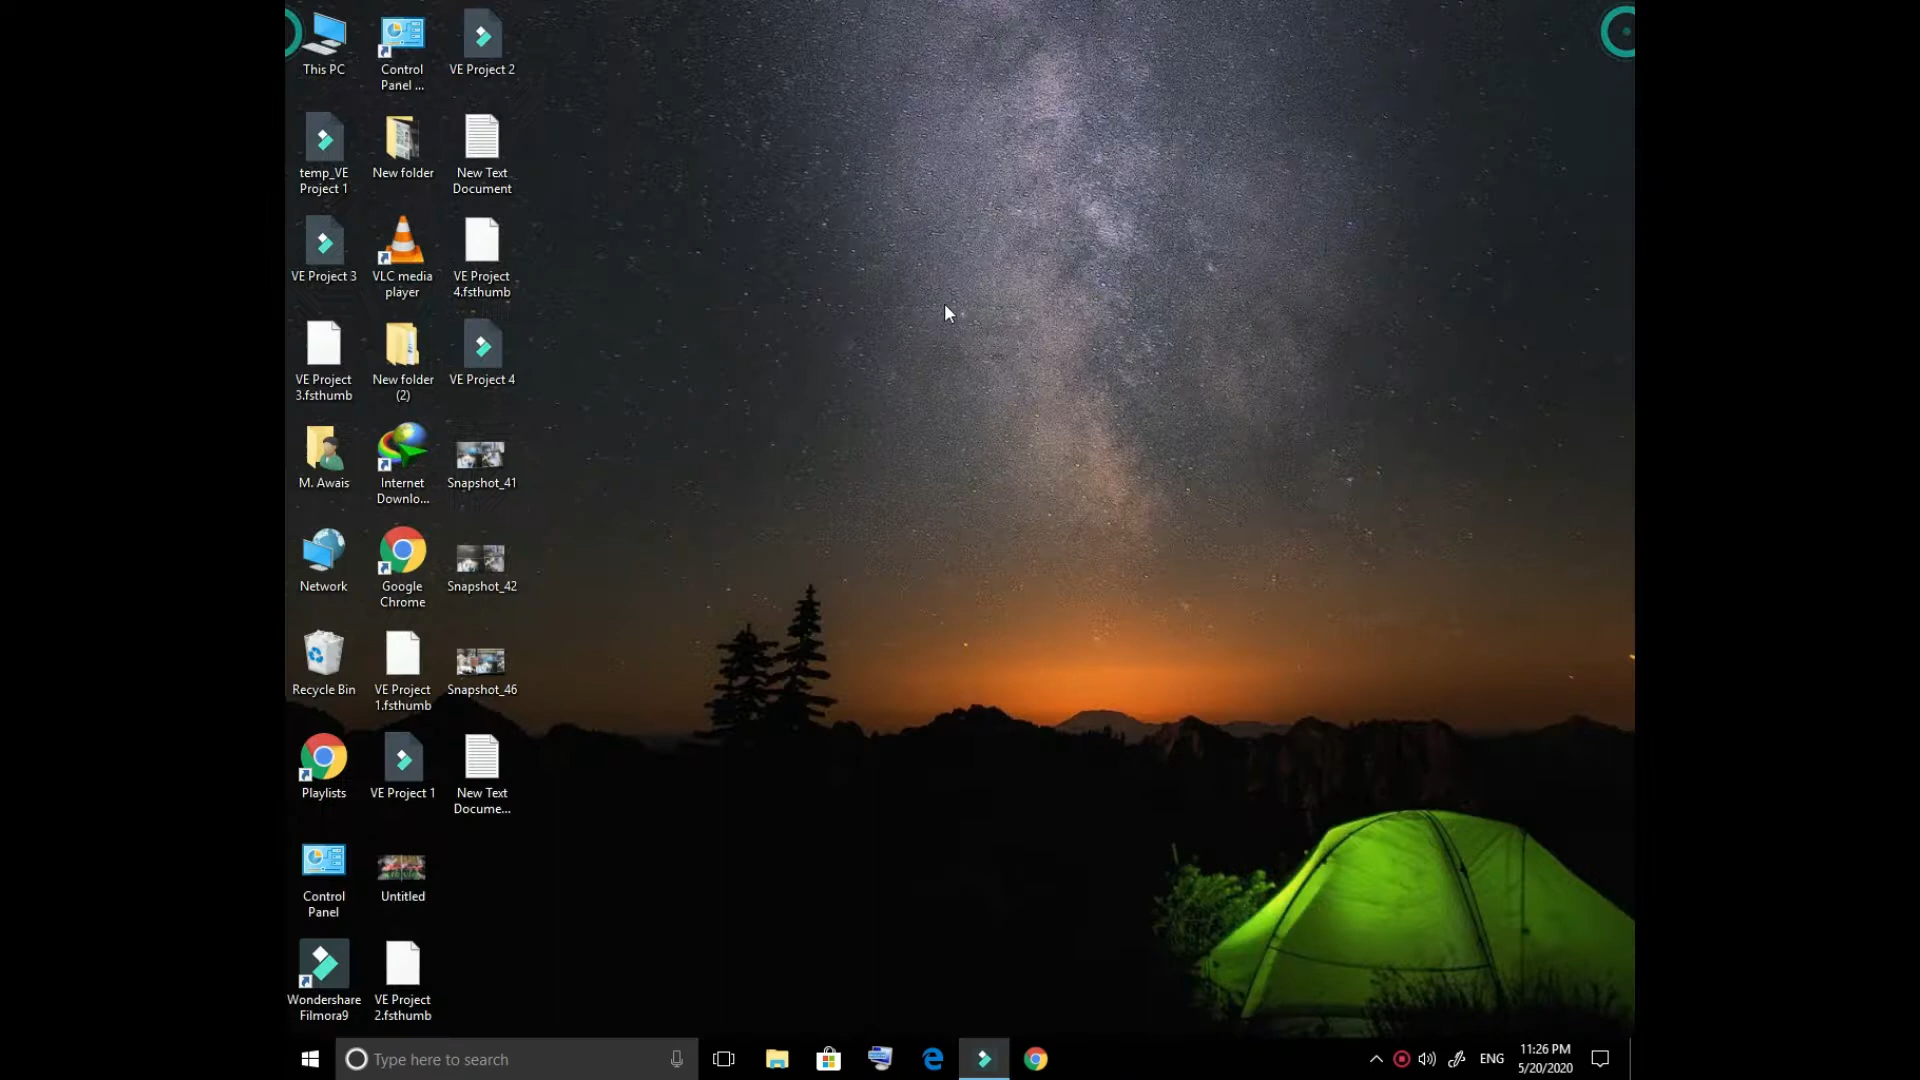 This PC
Control
Panel ...
VE Project 2
temp_VE
Project 1
New folder
New Text
Document
VE Project 3
VLC media
player
VE Project
4.fsthumb
VE Project
3.fsthumb
New folder
(2)
VE Project 4
M. Awais
Internet
Downlo...
Snapshot_41
Network
Google
Chrome
Snapshot_42
Recycle Bin
VE Project
1.fsthumb
Snapshot_46
Playlists
VE Project 1
New Text
Docume...
Control
Panel
Untitled
Wondershare
Filmora9
VE Project
2.fsthumb
Type here to search
ENG
11:26 PM
5/20/2020